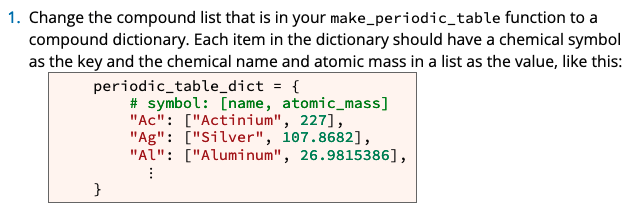 1. Change the compound list that is in your make_periodic_table function to a
compound dictionary. Each item in the dictionary should have a chemical symbol
as the key and the chemical name and atomic mass in a list as the value, like this:
periodic_table_dict = {
    # symbol: [name, atomic_mass]
    "Ac": ["Actinium", 227],
    "Ag": ["Silver", 107.8682],
    "Al": ["Aluminum", 26.9815386],
      ⋮
}